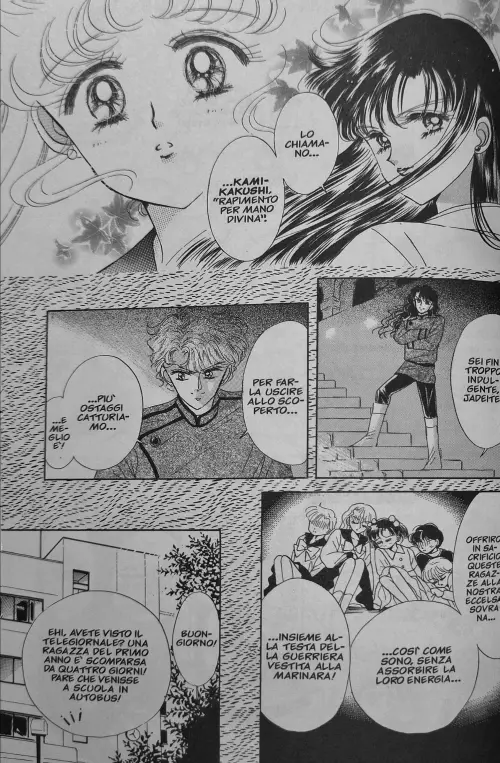 LO
CHIAMA-
NO...
...KAMI-
KAKUSHI,
"RAPIMENTO
PER MANO
DIVINA"!
SEI FIN
TROPPO
INDUL-
GENTE,
JADEITE
PER FAR-
LA USCIRE
ALLO SCO-
PERTO...
...PIÙ
OSTAGGI
CATTURIA-
MO...
...E
ME-
GLIO
È!
OFFRIRÒ
IN SA-
CRIFICIO
QUESTE
RAGAZ-
ZE ALLA
NOSTRA
ECCELSA
SOVRA-
NA...
...COSÌ COME
SONO, SENZA
ASSORBIRE LA
LORO ENERGIA...
...INSIEME AL-
LA TESTA DEL-
LA GUERRIERA
VESTITA ALLA
MARINARA!
BUON-
GIORNO!
EHI, AVETE VISTO IL
TELEGIORNALE? UNA
RAGAZZA DEL PRIMO
ANNO È SCOMPARSA
DA QUATTRO GIORNI!
PARE CHE VENISSE
A SCUOLA IN
AUTOBUS!